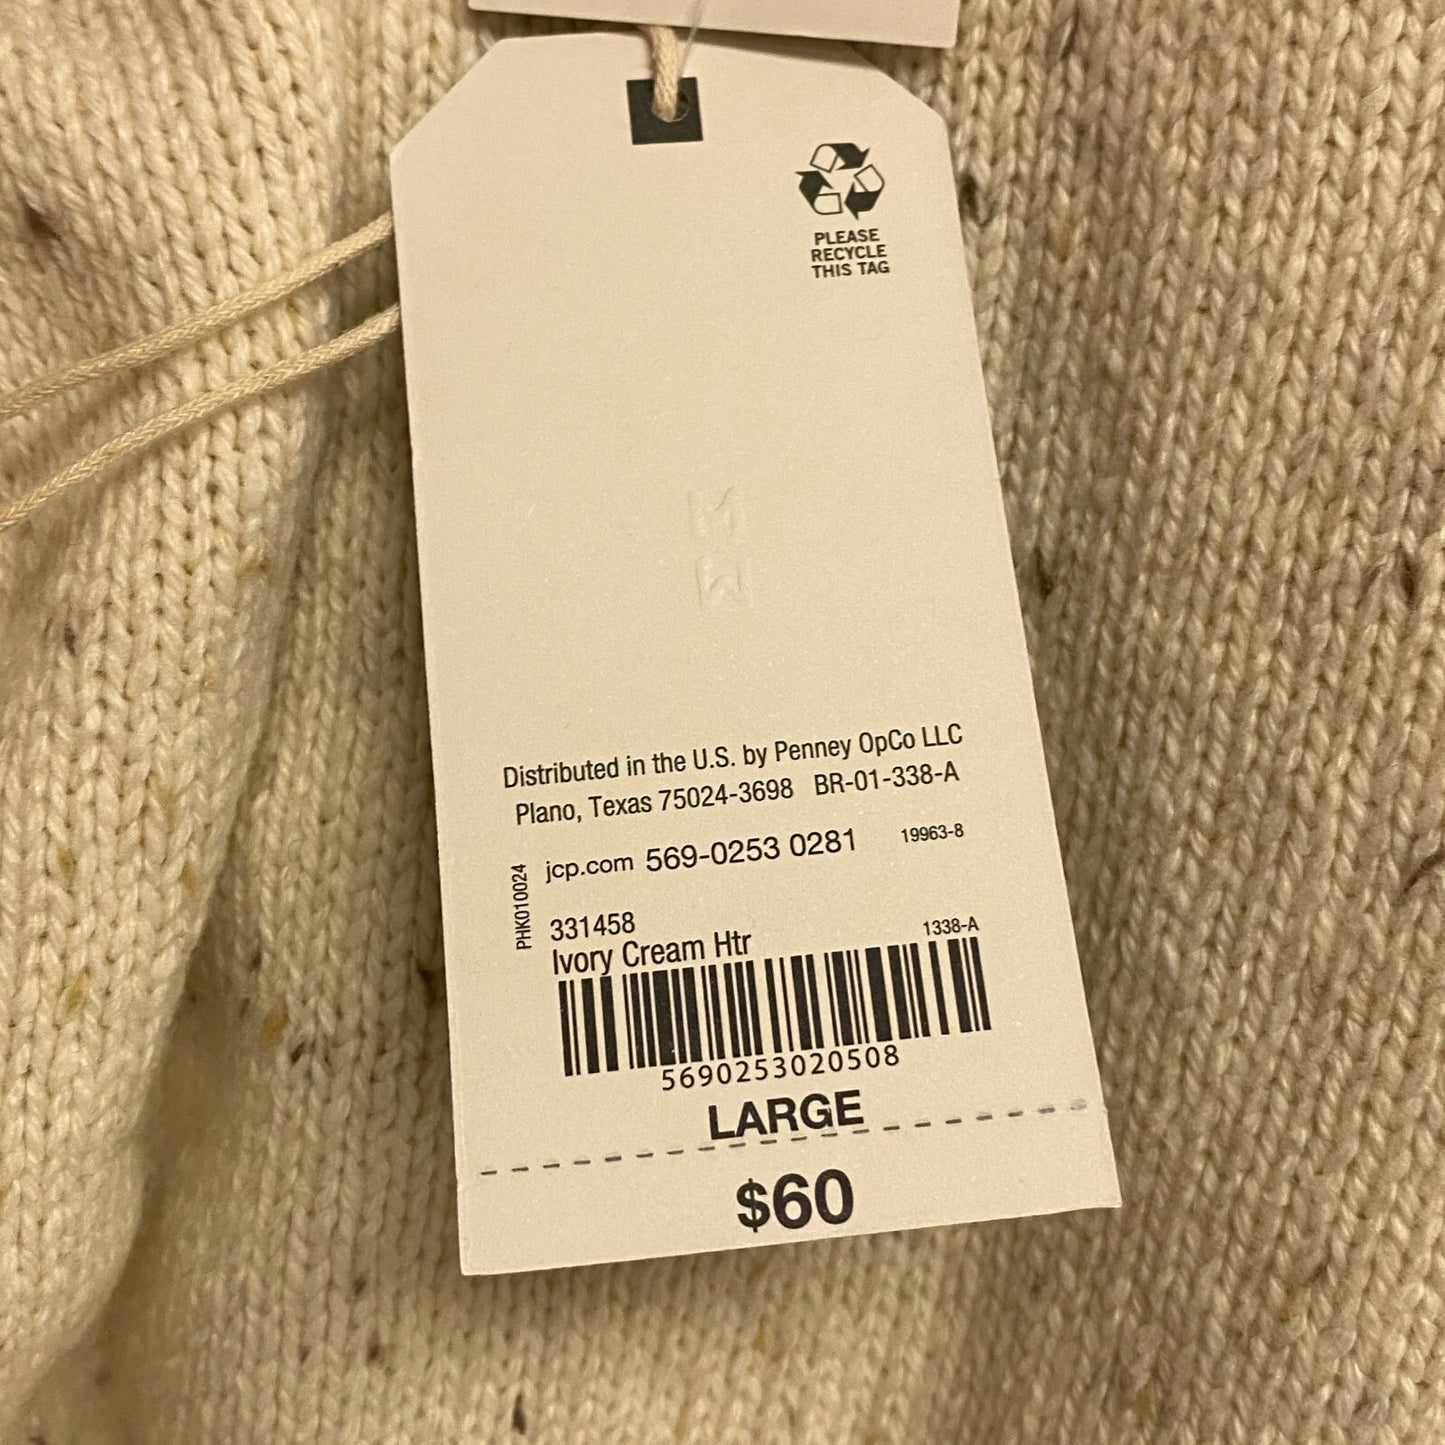 PLEASE
RECYCLE
THIS TAG
Distributed in the U.S. by Penney OpCo LLC
Plano, Texas 75024-3698 BR-01-338-A
jcp.com 569-0253 0281 19963-8
PHK010024
331458
Ivory Cream Htr 1338-A
5690253020508
LARGE
$60